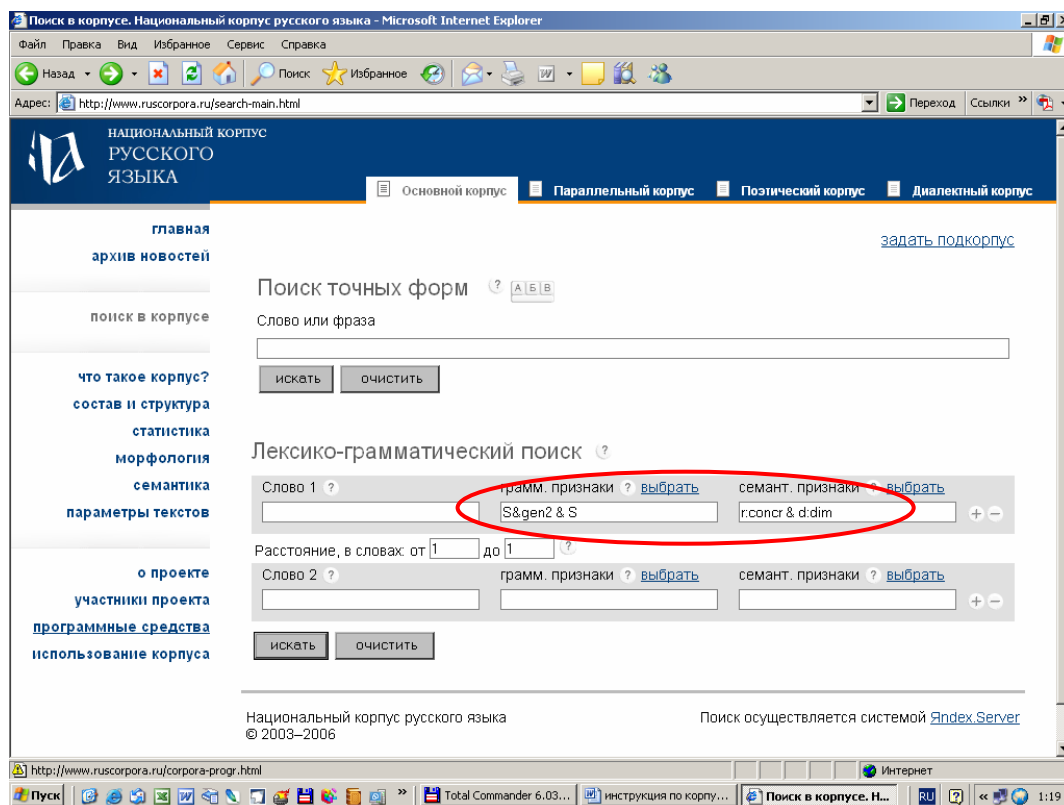 Поиск в корпусе. Национальный корпус русского языка - Microsoft Internet Explorer
Файл Правка Вид Избранное Сервис Справка
Назад Поиск Избранное
Адрес: http://www.ruscorpora.ru/search-main.html Переход Ссылки »
НАЦИОНАЛЬНЫЙ КОРПУС
РУССКОГО
ЯЗЫКА
Основной корпус Параллельный корпус Поэтический корпус Диалектный корпус
главная
архив новостей
поиск в корпусе
что такое корпус?
состав и структура
статистика
морфология
семантика
параметры текстов
о проекте
участники проекта
программные средства
использование корпуса
задать подкорпус
Поиск точных форм ? А Б В
Слово или фраза
искать очистить
Лексико-грамматический поиск ?
Слово 1 ? грамм. признаки ? выбрать семант. признаки ? выбрать
S&gen2 & S r:concr & d:dim
Расстояние, в словах: от 1 до 1 ?
Слово 2 ? грамм. признаки ? выбрать семант. признаки ? выбрать
искать очистить
Национальный корпус русского языка
© 2003–2006
Поиск осуществляется системой Яndex.Server
http://www.ruscorpora.ru/corpora-progr.html Интернет
Пуск » Total Commander 6.03... инструкция по корпу... Поиск в корпусе. Н... RU ? « 1:19